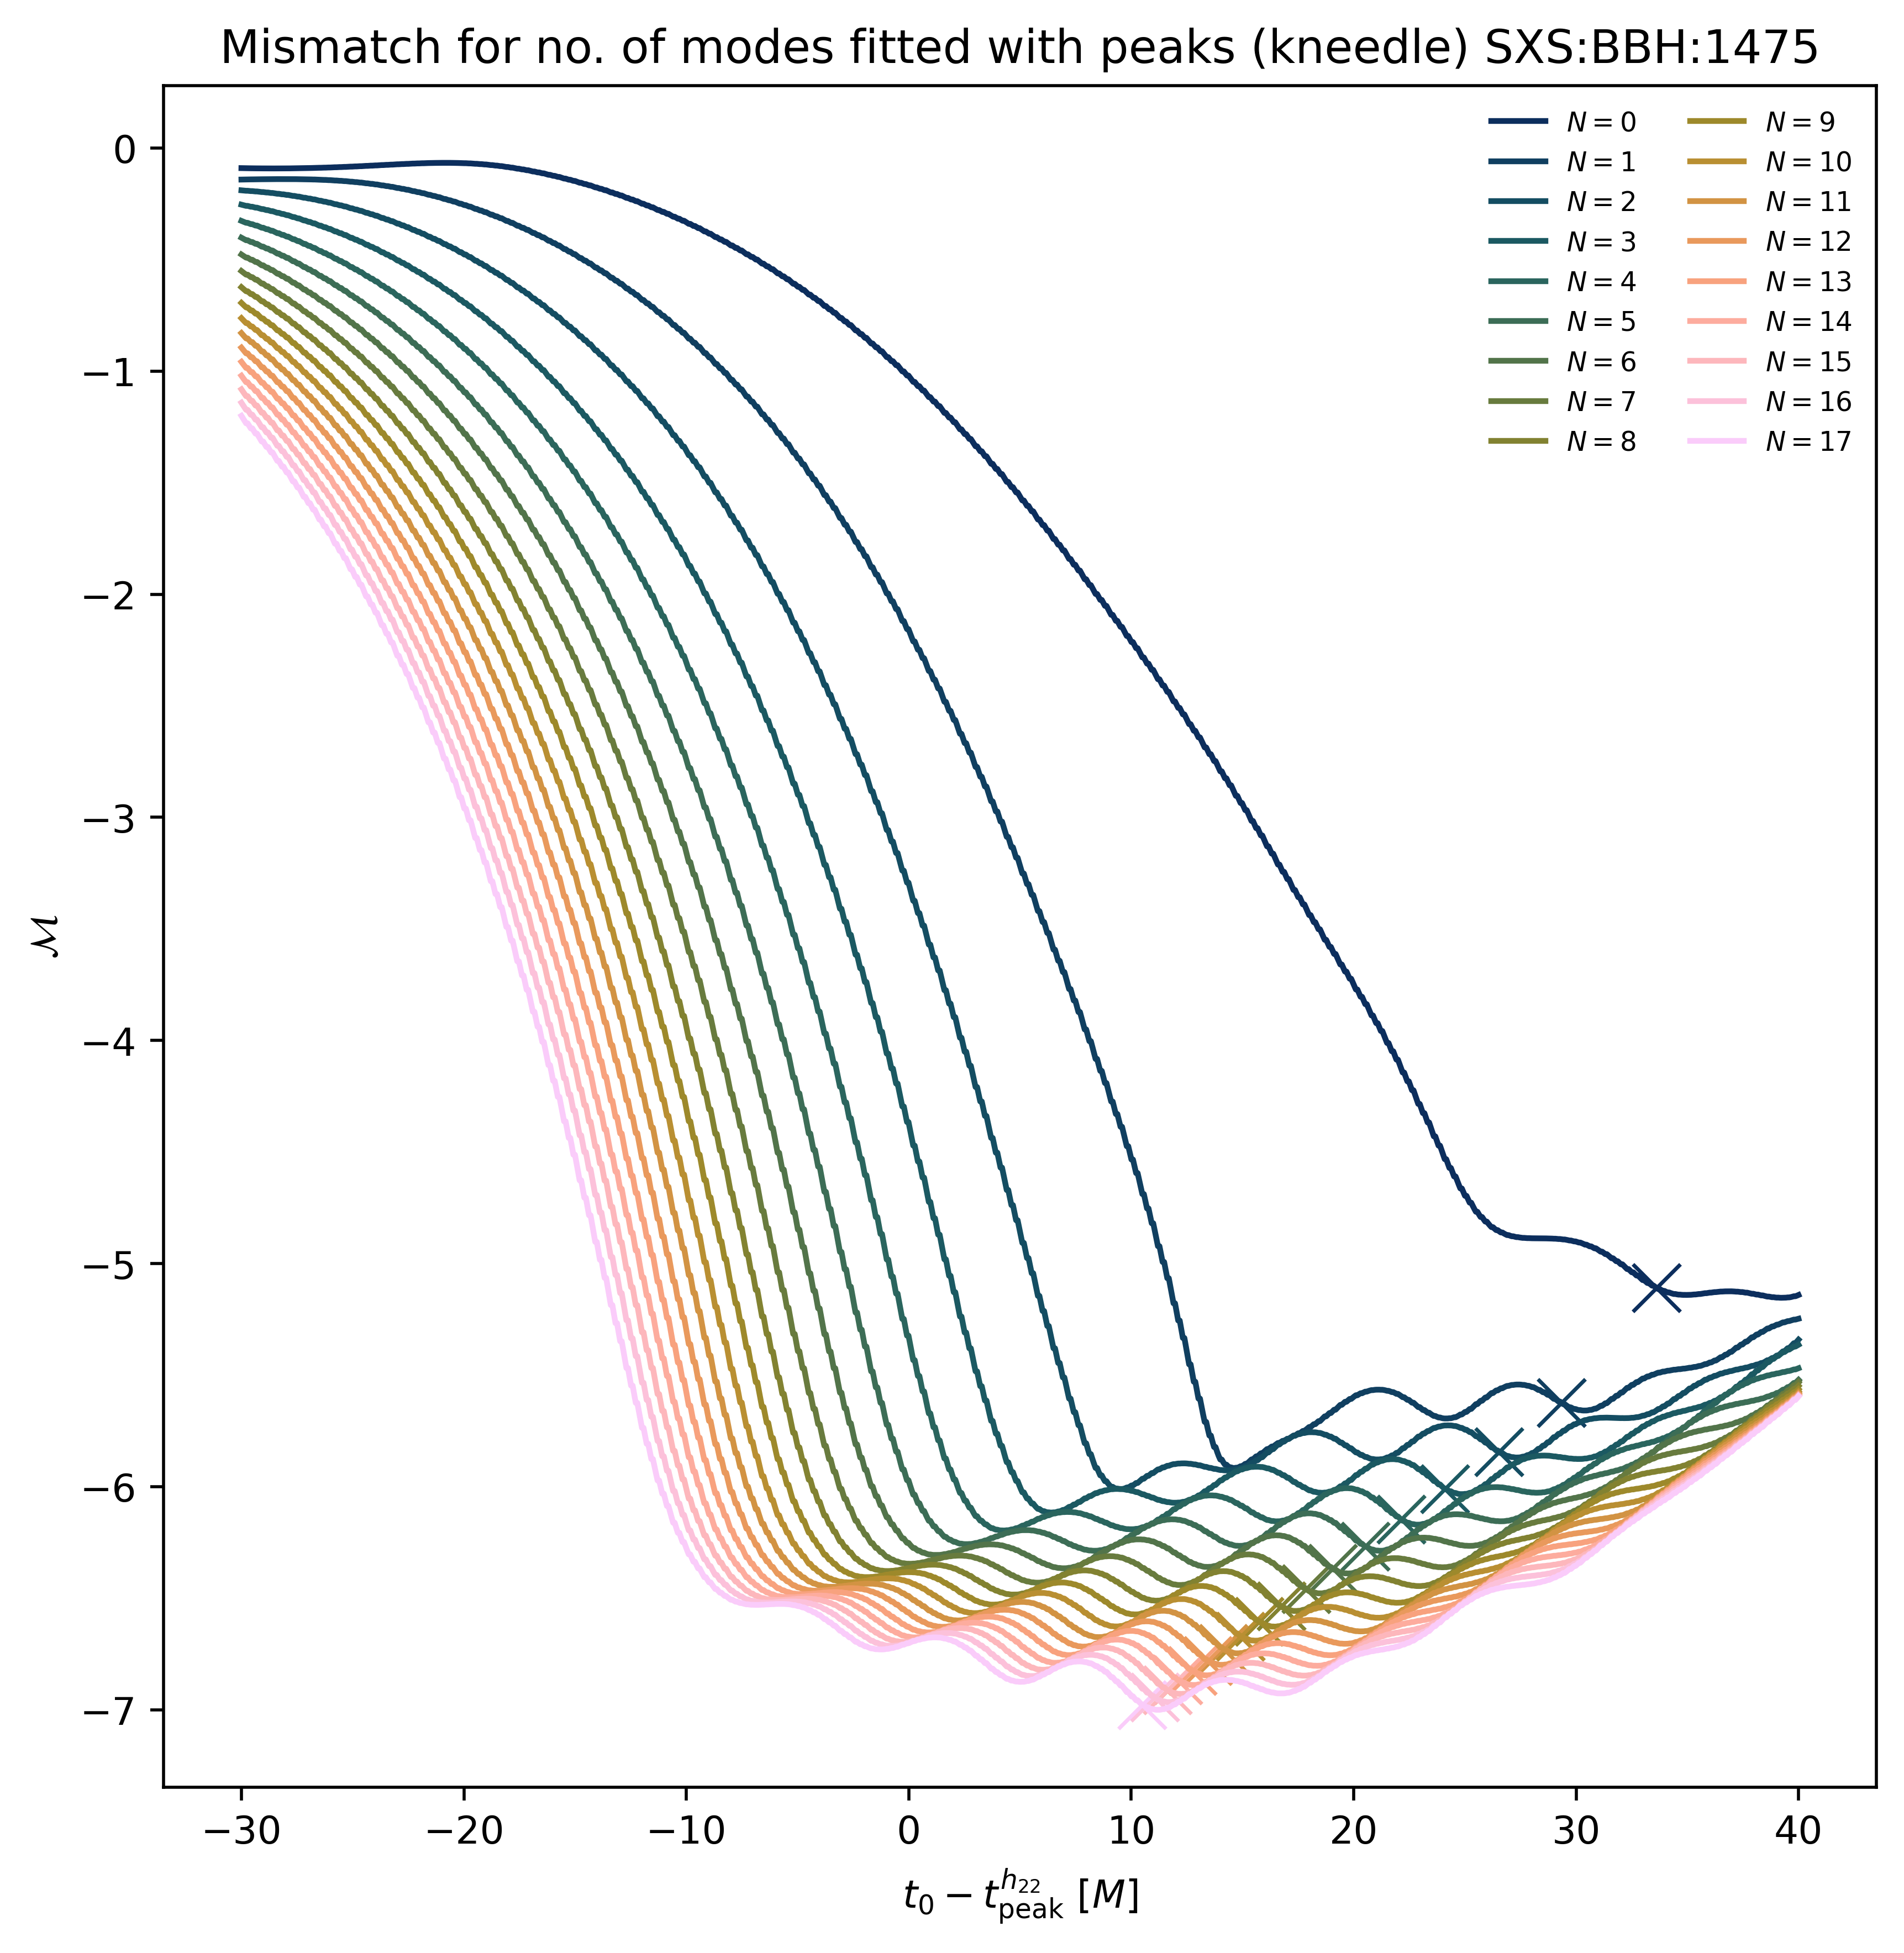 Mismatch for no. of modes fitted with peaks (kneedle) SXS:BBH:1475
N = 0
N = 1
N = 2
N = 3
N = 4
N = 5
N = 6
N = 7
N = 8
N = 9
N = 10
N = 11
N = 12
N = 13
N = 14
N = 15
N = 16
N = 17
0
−1
−2
−3
−4
−5
−6
−7
ℳ
−30 −20 −10 0 10 20 30 40
t₀ − t_peak^{h₂₂} [M]